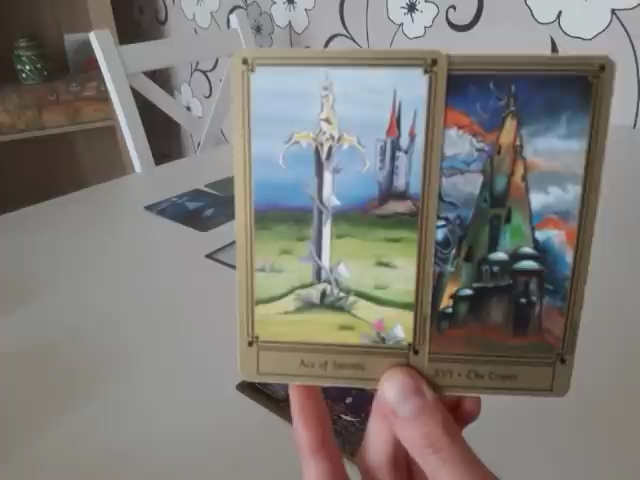 Ace of Swords
XVI • The Tower